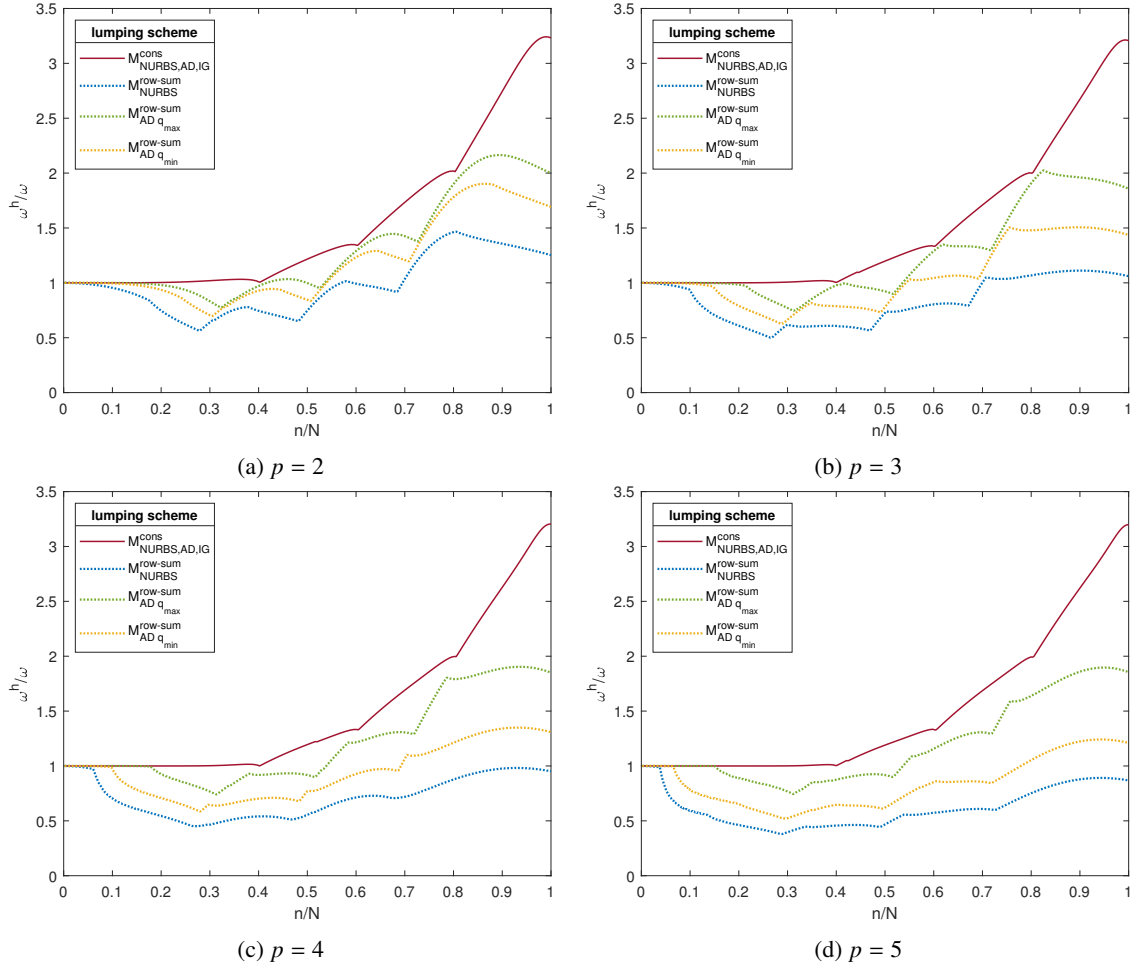 3.5
3
2.5
2
1.5
1
0.5
0
ω^h/ω
lumping scheme
M^cons_NURBS,AD,IG
M^row-sum_NURBS
M^row-sum_AD q_max
M^row-sum_AD q_min
0 0.1 0.2 0.3 0.4 0.5 0.6 0.7 0.8 0.9 1
n/N
(a) p = 2
3.5
3
2.5
2
1.5
1
0.5
0
ω^h/ω
lumping scheme
M^cons_NURBS,AD,IG
M^row-sum_NURBS
M^row-sum_AD q_max
M^row-sum_AD q_min
0 0.1 0.2 0.3 0.4 0.5 0.6 0.7 0.8 0.9 1
n/N
(b) p = 3
3.5
3
2.5
2
1.5
1
0.5
0
ω^h/ω
lumping scheme
M^cons_NURBS,AD,IG
M^row-sum_NURBS
M^row-sum_AD q_max
M^row-sum_AD q_min
0 0.1 0.2 0.3 0.4 0.5 0.6 0.7 0.8 0.9 1
n/N
(c) p = 4
3.5
3
2.5
2
1.5
1
0.5
0
ω^h/ω
lumping scheme
M^cons_NURBS,AD,IG
M^row-sum_NURBS
M^row-sum_AD q_max
M^row-sum_AD q_min
0 0.1 0.2 0.3 0.4 0.5 0.6 0.7 0.8 0.9 1
n/N
(d) p = 5